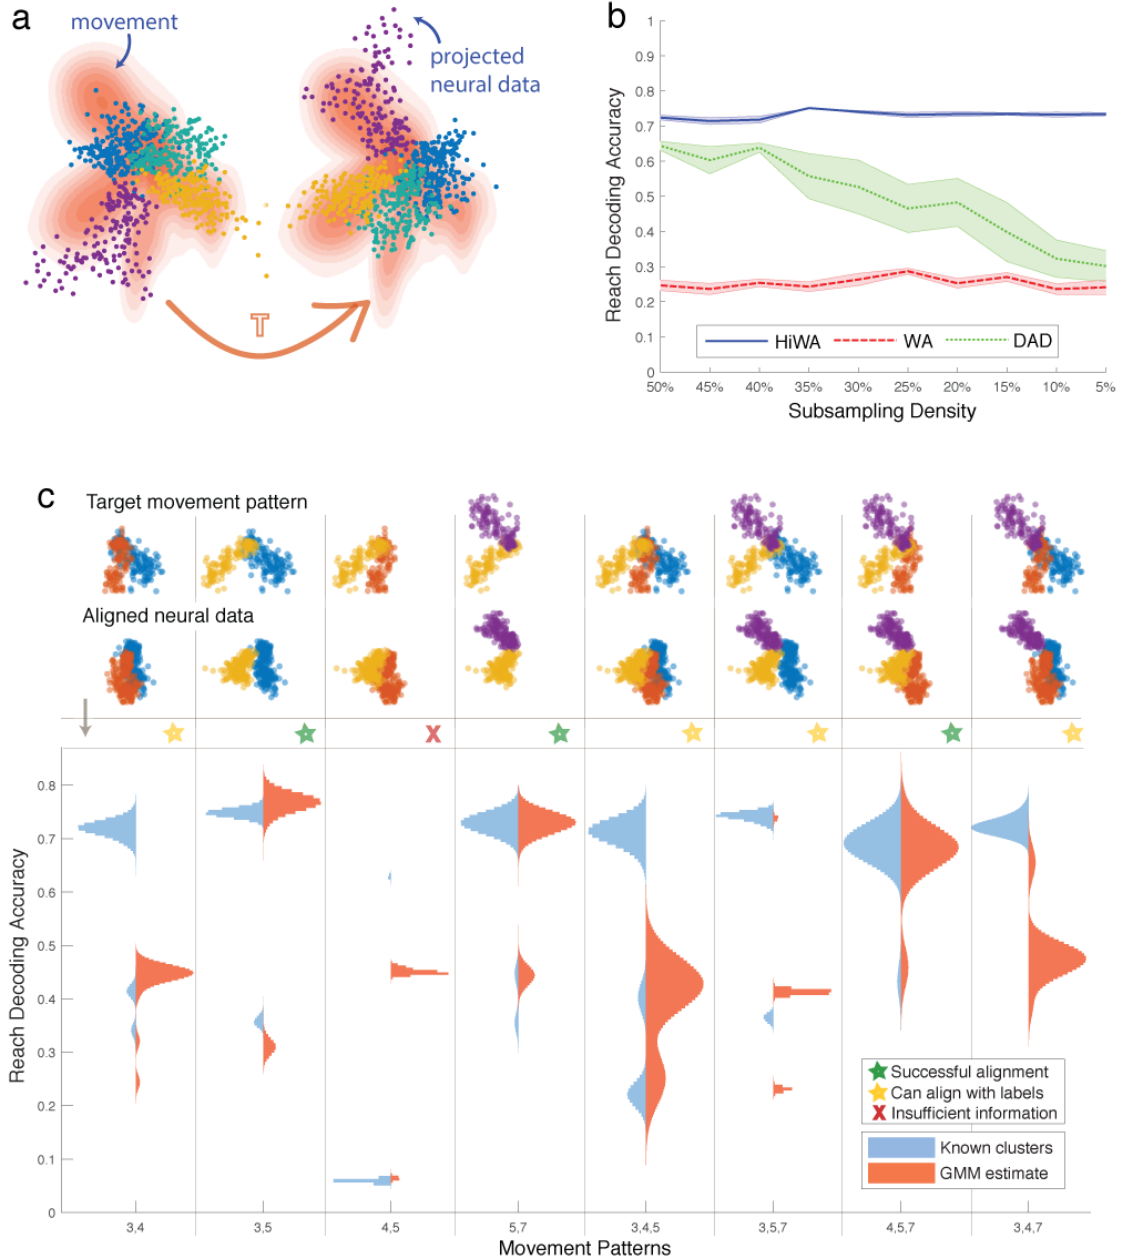 a
movement
projected
neural data
T
b
Reach Decoding Accuracy
1
0.9
0.8
0.7
0.6
0.5
0.4
0.3
0.2
0.1
0
HiWA
WA
DAD
50%
45%
40%
35%
30%
25%
20%
15%
10%
5%
Subsampling Density
c
Target movement pattern
Aligned neural data
X
Reach Decoding Accuracy
0.8
0.7
0.6
0.5
0.4
0.3
0.2
0.1
0
Successful alignment
Can align with labels
X Insufficient information
Known clusters
GMM estimate
3,4
3,5
4,5
5,7
3,4,5
3,5,7
4,5,7
3,4,7
Movement Patterns